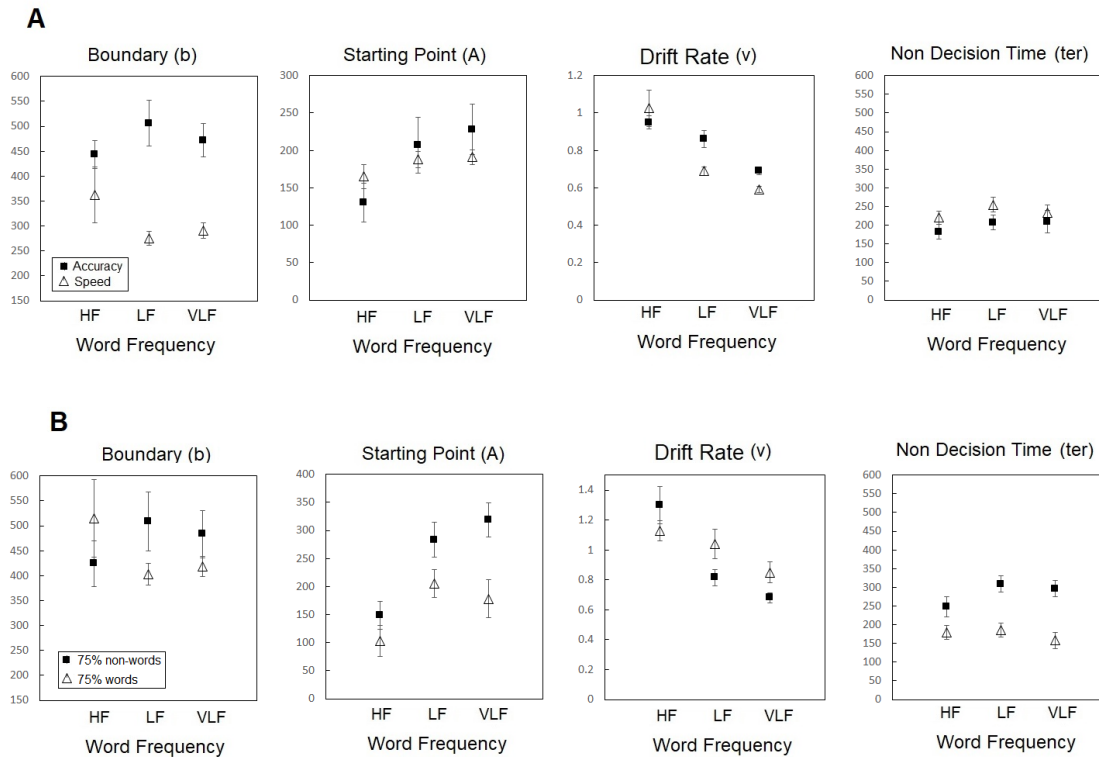 A
Boundary (b)
600
550
500
450
400
350
300
250
200
150
Accuracy
Speed
HF LF VLF
Word Frequency
Starting Point (A)
300
250
200
150
100
50
0
HF LF VLF
Word Frequency
Drift Rate (v)
1.2
1
0.8
0.6
0.4
0.2
0
HF LF VLF
Word Frequency
Non Decision Time (ter)
600
550
500
450
400
350
300
250
200
150
100
50
0
HF LF VLF
Word Frequency
B
Boundary (b)
600
550
500
450
400
350
300
250
200
150
75% non-words
75% words
HF LF VLF
Word Frequency
Starting Point (A)
400
350
300
250
200
150
100
50
0
HF LF VLF
Word Frequency
Drift Rate (v)
1.4
1.2
1
0.8
0.6
0.4
0.2
0
HF LF VLF
Word Frequency
Non Decision Time (ter)
600
550
500
450
400
350
300
250
200
150
100
50
0
HF LF VLF
Word Frequency